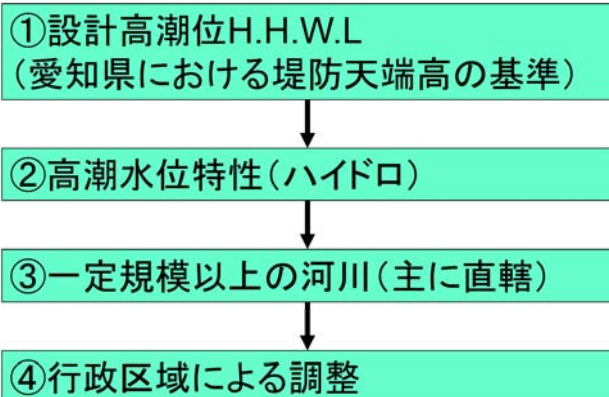 ①設計高潮位H.H.W.L
（愛知県における堤防天端高の基準）
②高潮水位特性（ハイドロ）
③一定規模以上の河川（主に直轄）
④行政区域による調整